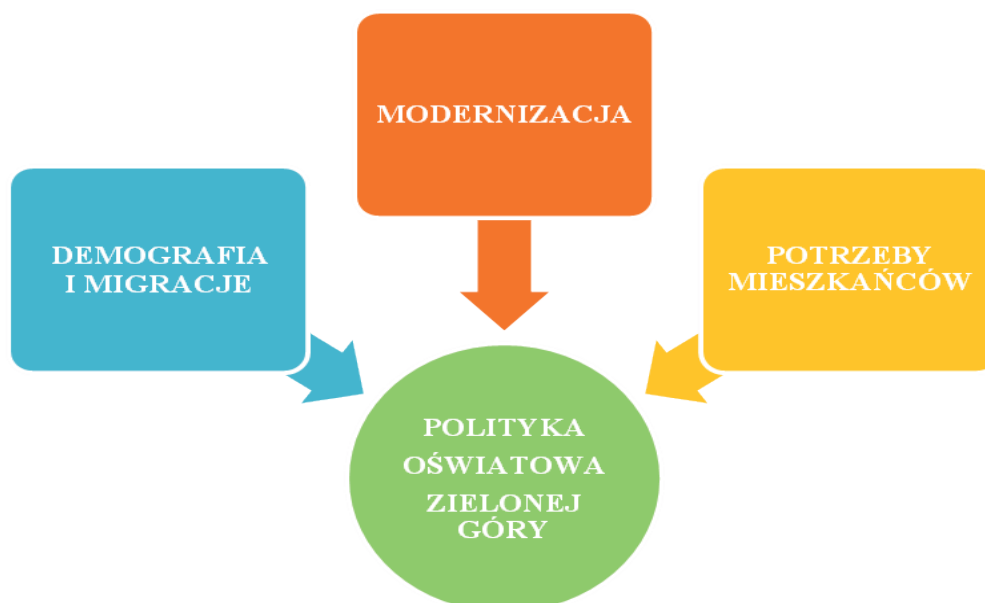 MODERNIZACJA
DEMOGRAFIA
I MIGRACJE
POTRZEBY
MIESZKAŃCÓW
POLITYKA
OŚWIATOWA
ZIELONEJ
GÓRY